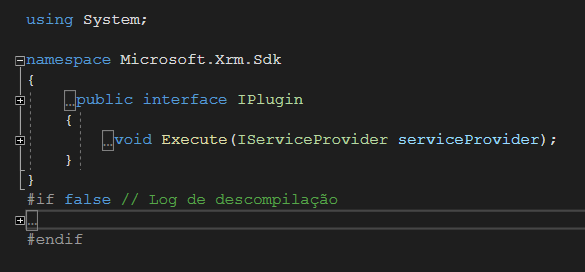 using System;
namespace Microsoft.Xrm.Sdk
{
...public interface IPlugin
{
...void Execute(IServiceProvider serviceProvider);
}
}
#if false // Log de descompilação
...
#endif